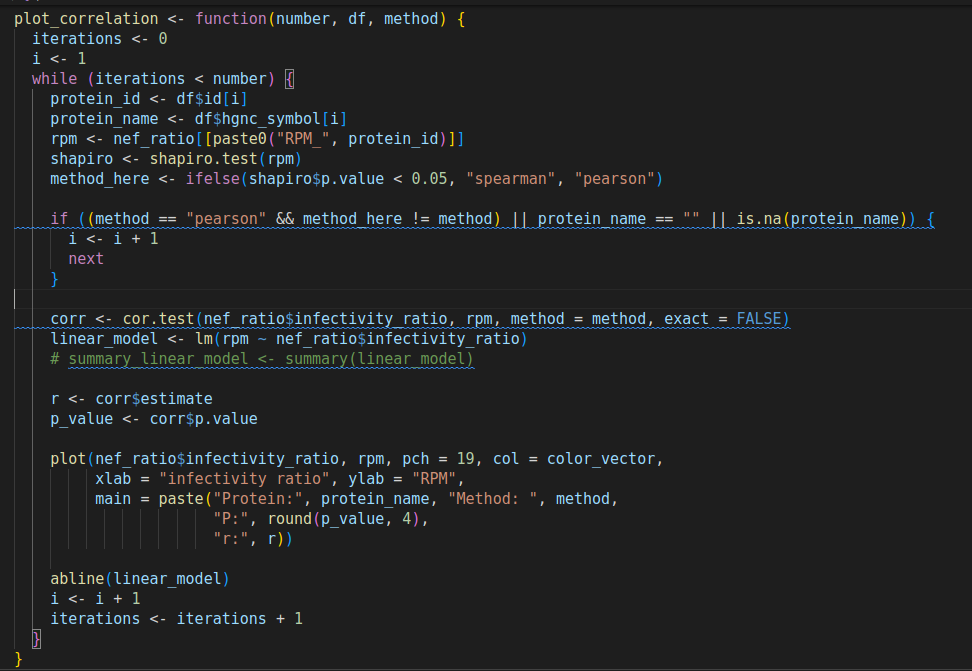 plot_correlation <- function(number, df, method) {
  iterations <- 0
  i <- 1
  while (iterations < number) {
    protein_id <- df$id[i]
    protein_name <- df$hgnc_symbol[i]
    rpm <- nef_ratio[[paste0("RPM_", protein_id)]]
    shapiro <- shapiro.test(rpm)
    method_here <- ifelse(shapiro$p.value < 0.05, "spearman", "pearson")

    if ((method == "pearson" && method_here != method) || protein_name == "" || is.na(protein_name)) {
      i <- i + 1
      next
    }

    corr <- cor.test(nef_ratio$infectivity_ratio, rpm, method = method, exact = FALSE)
    linear_model <- lm(rpm ~ nef_ratio$infectivity_ratio)
    # summary_linear_model <- summary(linear_model)

    r <- corr$estimate
    p_value <- corr$p.value

    plot(nef_ratio$infectivity_ratio, rpm, pch = 19, col = color_vector,
         xlab = "infectivity ratio", ylab = "RPM",
         main = paste("Protein:", protein_name, "Method: ", method,
                      "P:", round(p_value, 4),
                      "r:", r))

    abline(linear_model)
    i <- i + 1
    iterations <- iterations + 1
  }
}